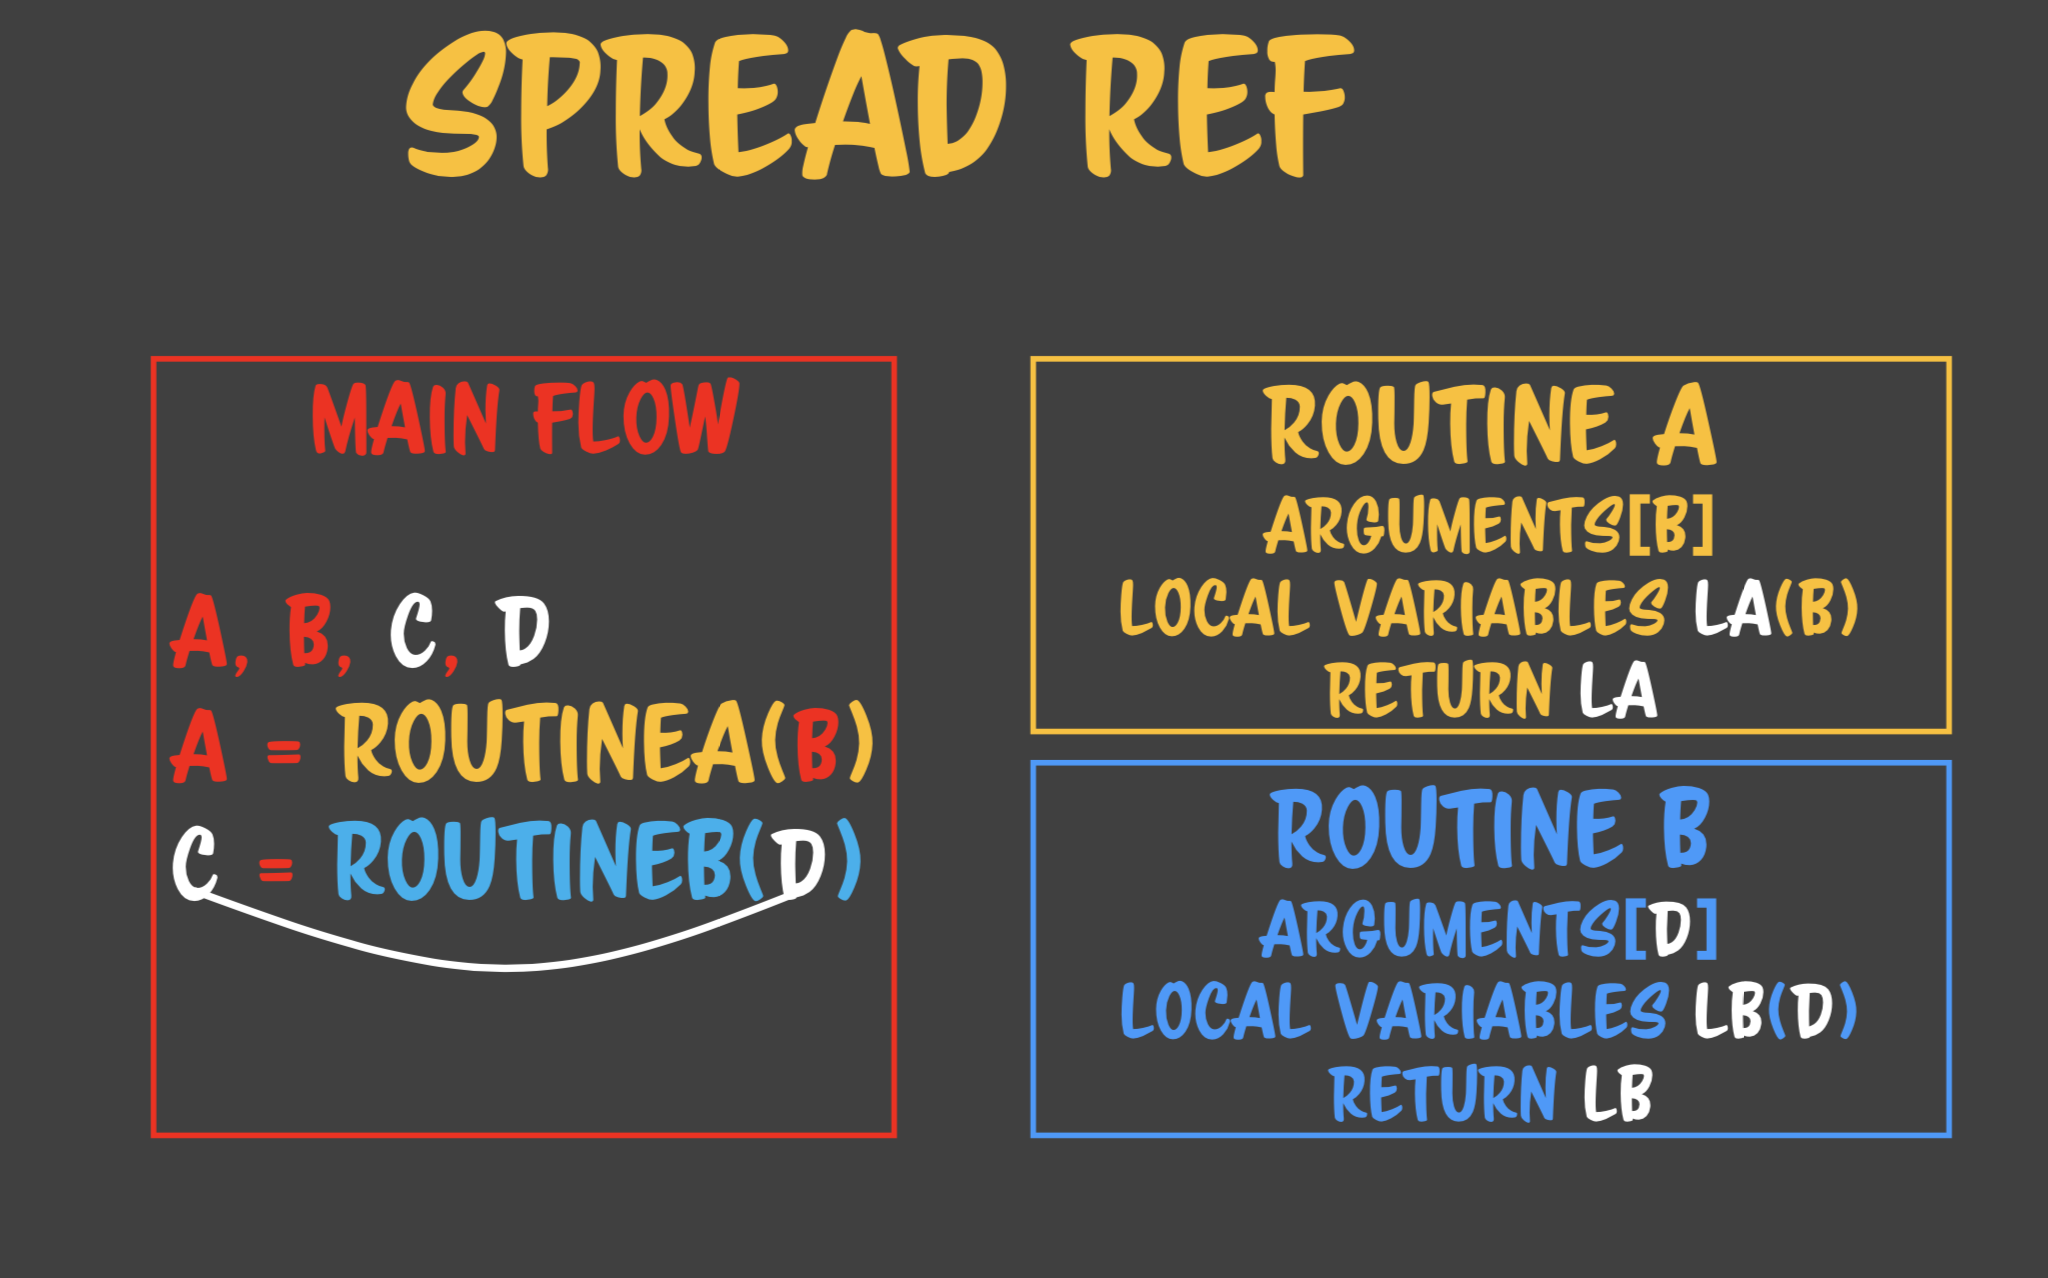 SPREAD REF
MAIN FLOW
A, B, C, D
A = ROUTINEA(B)
C = ROUTINEB(D)
ROUTINE A
ARGUMENTS[B]
LOCAL VARIABLES LA(B)
RETURN LA
ROUTINE B
ARGUMENTS[D]
LOCAL VARIABLES LB(D)
RETURN LB